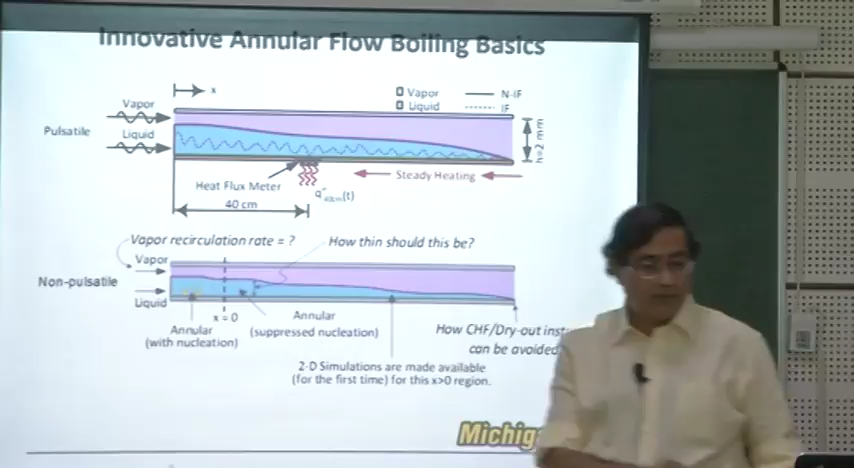 Innovative Annular Flow Boiling Basics
x
Vapor
Liquid
N-IF
IF
Vapor
Liquid
Pulsatile
h=2 mm
Heat Flux Meter
Steady Heating
40 cm
Vapor recirculation rate = ?
How thin should this be?
Vapor
Non-pulsatile
Liquid
x = 0
Annular
(with nucleation)
Annular
(suppressed nucleation)
How CHF/Dry-out inst
can be avoided
2-D Simulations are made available
(for the first time) for this x>0 region.
Michig